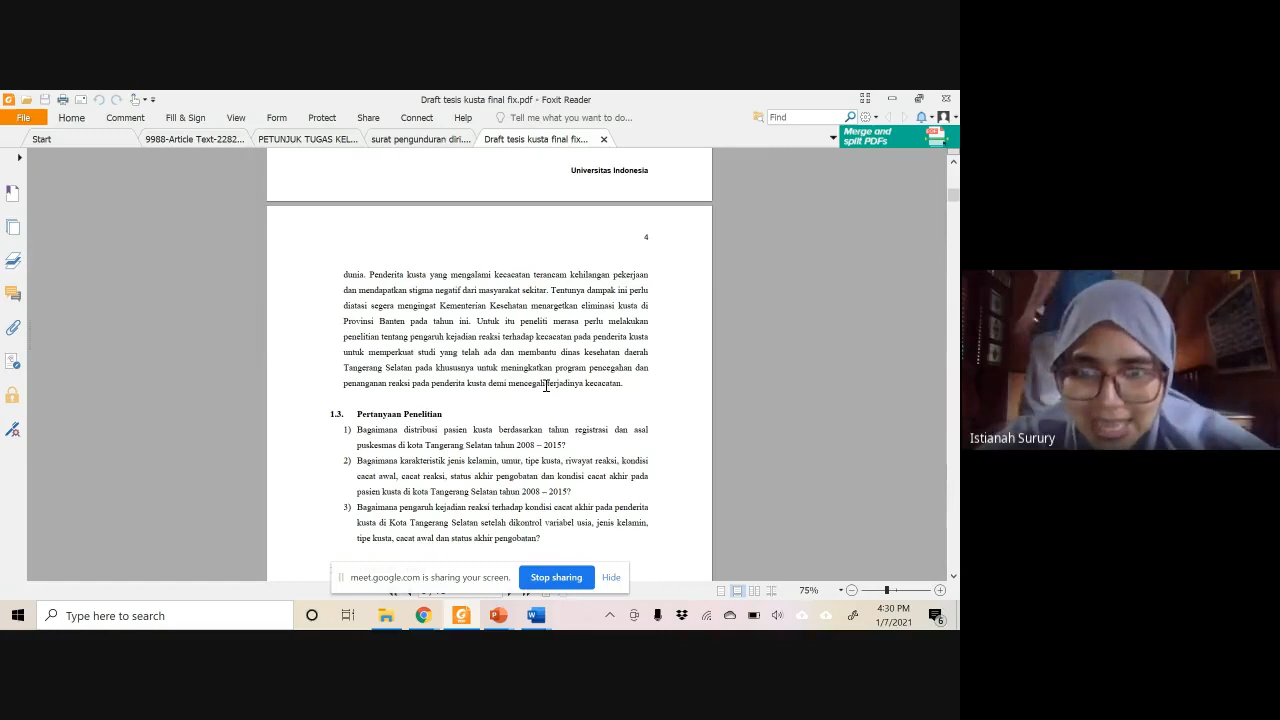 Draft tesis kusta final fix.pdf - Foxit Reader
File Home Comment Fill & Sign View Form Protect Share Connect Help Tell me what you want to do... Find
Start 9988-Article Text-2282... PETUNJUK TUGAS KEL... surat pengunduran diri.... Draft tesis kusta final fix...
Merge and
split PDFs
Universitas Indonesia
4
dunia. Penderita kusta yang mengalami kecacatan terancam kehilangan pekerjaan
dan mendapatkan stigma negatif dari masyarakat sekitar. Tentunya dampak ini perlu
diatasi segera mengingat Kementerian Kesehatan menargetkan eliminasi kusta di
Provinsi Banten pada tahun ini. Untuk itu peneliti merasa perlu melakukan
penelitian tentang pengaruh kejadian reaksi terhadap kecacatan pada penderita kusta
untuk memperkuat studi yang telah ada dan membantu dinas kesehatan daerah
Tangerang Selatan pada khususnya untuk meningkatkan program pencegahan dan
penanganan reaksi pada penderita kusta demi mencegah terjadinya kecacatan.
1.3. Pertanyaan Penelitian
1) Bagaimana distribusi pasien kusta berdasarkan tahun registrasi dan asal
puskesmas di kota Tangerang Selatan tahun 2008 – 2015?
2) Bagaimana karakteristik jenis kelamin, umur, tipe kusta, riwayat reaksi, kondisi
cacat awal, cacat reaksi, status akhir pengobatan dan kondisi cacat akhir pada
pasien kusta di kota Tangerang Selatan tahun 2008 – 2015?
3) Bagaimana pengaruh kejadian reaksi terhadap kondisi cacat akhir pada penderita
kusta di Kota Tangerang Selatan setelah dikontrol variabel usia, jenis kelamin,
tipe kusta, cacat awal dan status akhir pengobatan?
meet.google.com is sharing your screen. Stop sharing Hide
75%
Type here to search
4:30 PM
1/7/2021
6
Istianah Surury